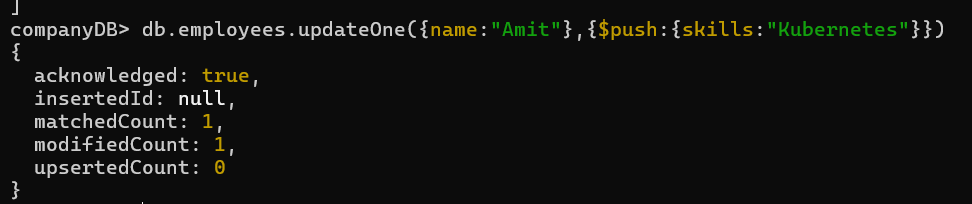 ]
companyDB> db.employees.updateOne({name:"Amit"},{$push:{skills:"Kubernetes"}})
{
  acknowledged: true,
  insertedId: null,
  matchedCount: 1,
  modifiedCount: 1,
  upsertedCount: 0
}